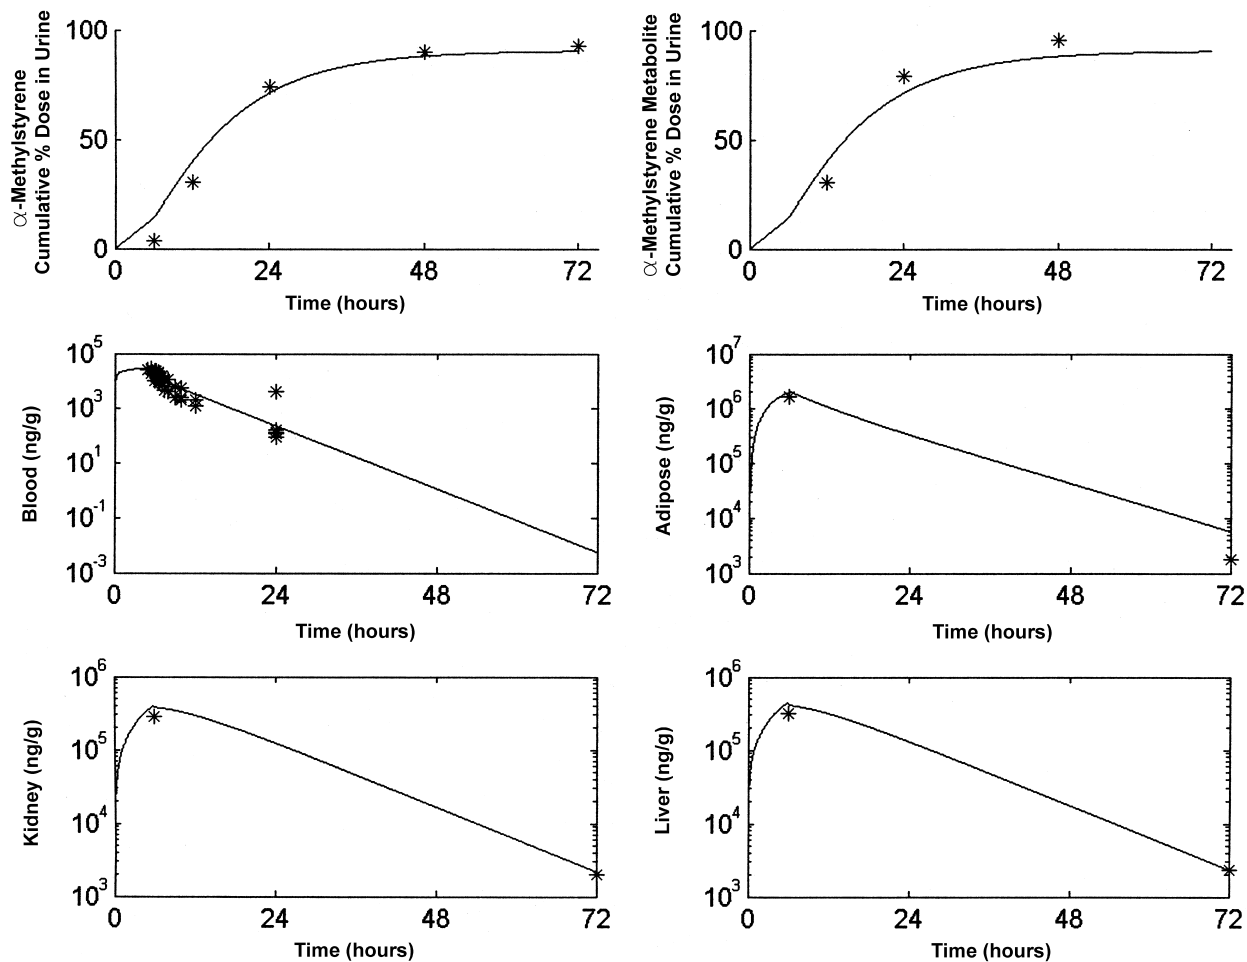 α-Methylstyrene
Cumulative % Dose in Urine
100
50
0
0 24 48 72
Time (hours)
α-Methylstyrene Metabolite
Cumulative % Dose in Urine
100
50
0
0 24 48 72
Time (hours)
Blood (ng/g)
10^5
10^3
10^1
10^-1
10^-3
0 24 48 72
Time (hours)
Adipose (ng/g)
10^7
10^6
10^5
10^4
10^3
0 24 48 72
Time (hours)
Kidney (ng/g)
10^6
10^5
10^4
10^3
0 24 48 72
Time (hours)
Liver (ng/g)
10^6
10^5
10^4
10^3
0 24 48 72
Time (hours)